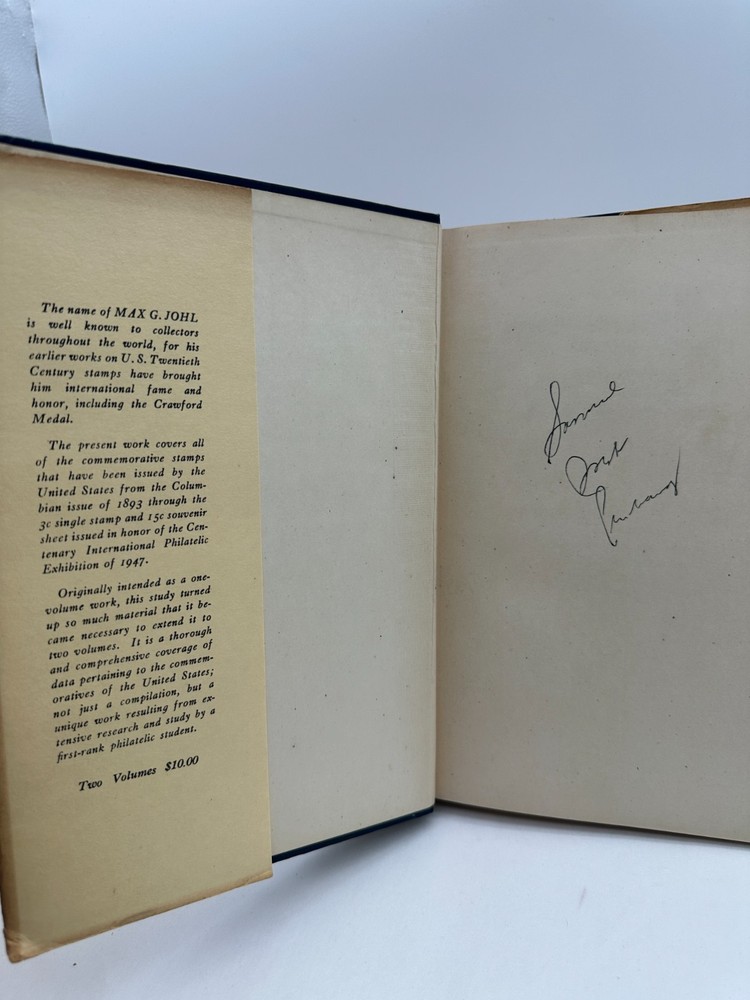 The name of MAX G. JOHL
is well known to collectors
throughout the world, for his
earlier works on U.S. Twentieth
Century stamps have brought
him international fame and
honor, including the Crawford
Medal.
The present work covers all
of the commemorative stamps
that have been issued by the
United States from the Colum-
bian issue of 1893 through the
3c single stamp and 15c souvenir
sheet issued in honor of the Cen-
tenary International Philatelic
Exhibition of 1947.
Originally intended as a one-
volume work, this study turned
up so much material that it be-
came necessary to extend it to
two volumes. It is a thorough
and comprehensive coverage of
data pertaining to the commem-
oratives of the United States;
not just a compilation, but a
unique work resulting from ex-
tensive research and study by a
first-rank philatelic student.
Two Volumes $10.00